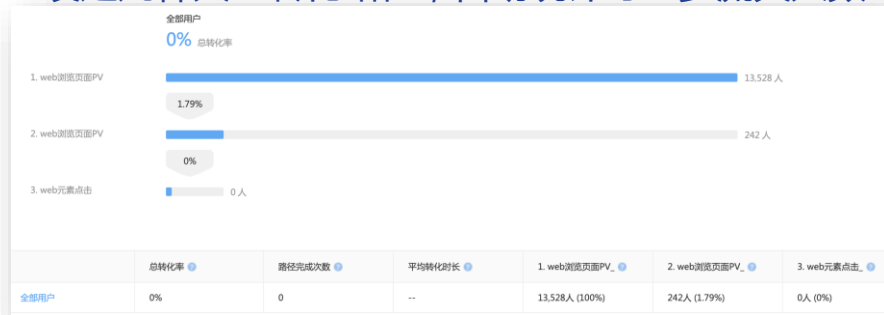 全部用户
0% 总转化率
1. web浏览页面PV 13,528 人
1.79%
2. web浏览页面PV 242 人
0%
3. web元素点击 0 人
总转化率 路径完成次数 平均转化时长 1. web浏览页面PV_ 2. web浏览页面PV_ 3. web元素点击_
全部用户 0% 0 -- 13,528人 (100%) 242人 (1.79%) 0人 (0%)